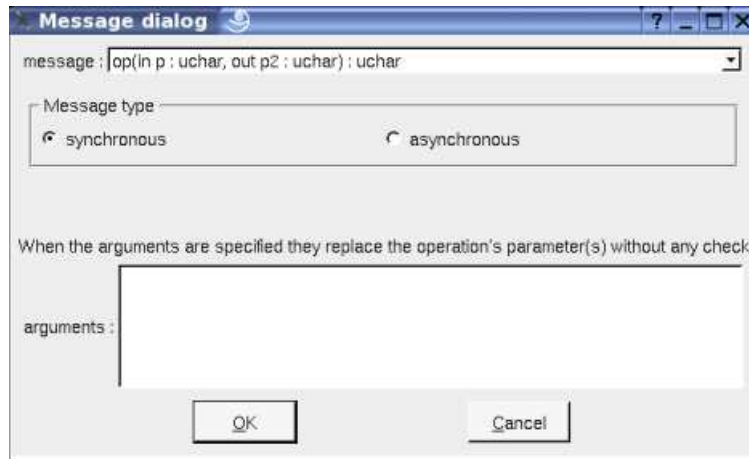 Message dialog ?
message : op(in p : uchar, out p2 : uchar) : uchar
Message type
synchronous asynchronous
When the arguments are specified they replace the operation's parameter(s) without any check
arguments :
OK Cancel